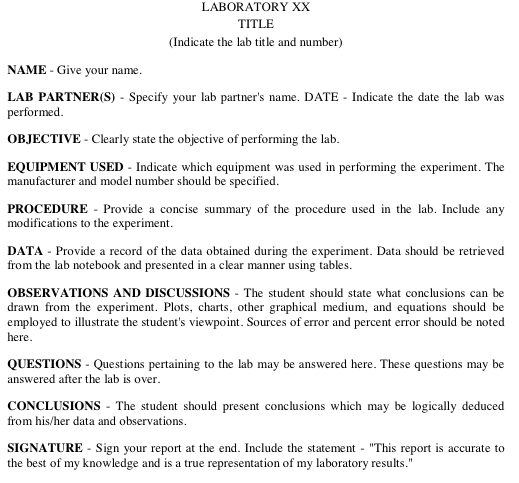 LABORATORY XX
TITLE
(Indicate the lab title and number)
NAME - Give your name.
LAB PARTNER(S) - Specify your lab partner's name. DATE - Indicate the date the lab was
performed.
OBJECTIVE - Clearly state the objective of performing the lab.
EQUIPMENT USED - Indicate which equipment was used in performing the experiment. The
manufacturer and model number should be specified.
PROCEDURE - Provide a concise summary of the procedure used in the lab. Include any
modifications to the experiment.
DATA - Provide a record of the data obtained during the experiment. Data should be retrieved
from the lab notebook and presented in a clear manner using tables.
OBSERVATIONS AND DISCUSSIONS - The student should state what conclusions can be
drawn from the experiment. Plots, charts, other graphical medium, and equations should be
employed to illustrate the student's viewpoint. Sources of error and percent error should be noted
here.
QUESTIONS - Questions pertaining to the lab may be answered here. These questions may be
answered after the lab is over.
CONCLUSIONS - The student should present conclusions which may be logically deduced
from his/her data and observations.
SIGNATURE - Sign your report at the end. Include the statement - "This report is accurate to
the best of my knowledge and is a true representation of my laboratory results."